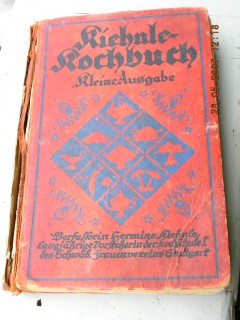 Kiehnle-
Kochbuch
Kleine Ausgabe
Verfasserin Hermine Kiehnle,
Langjährige Vorsteherin der Kochschule I
des Schwäb. Frauenvereins Stuttgart